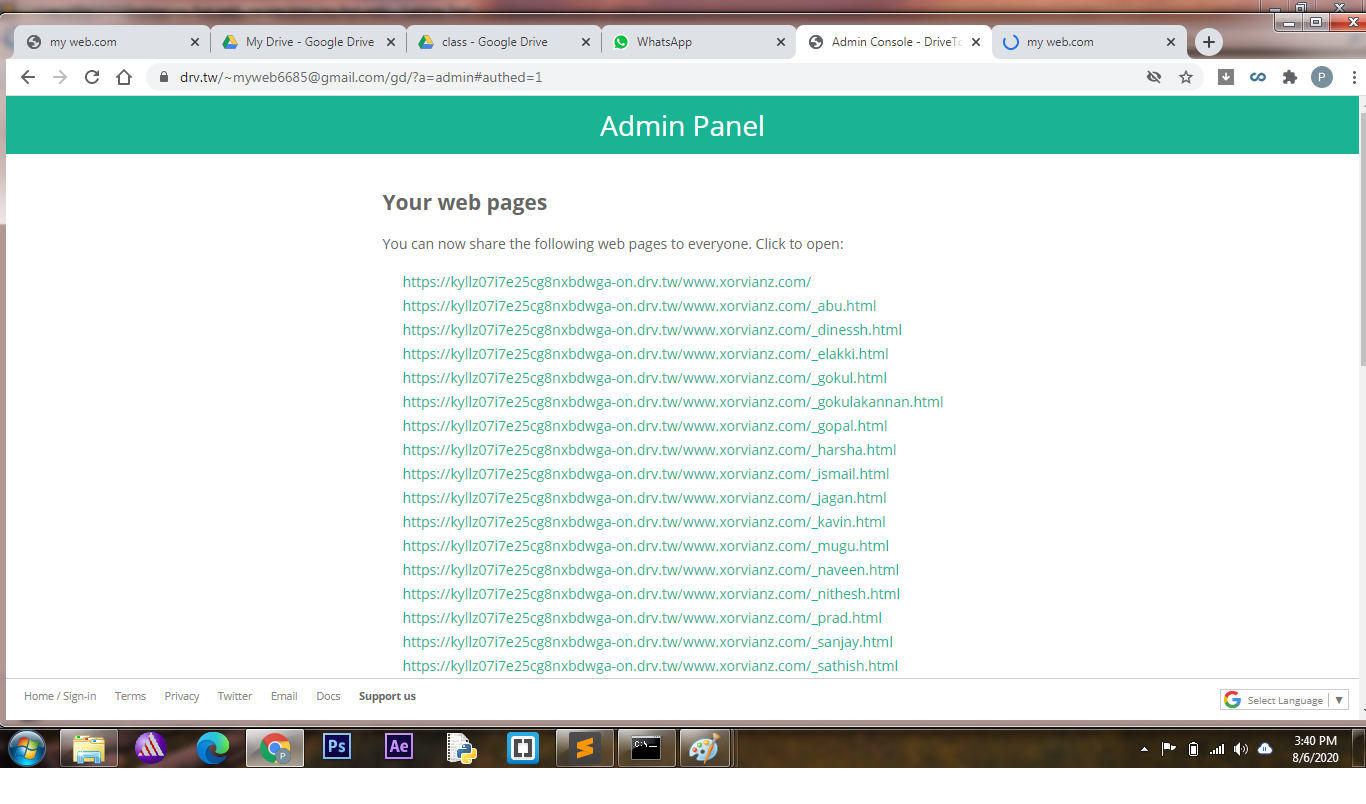 my web.com
My Drive - Google Drive
class - Google Drive
WhatsApp
Admin Console - DriveTo
my web.com
drv.tw/~myweb6685@gmail.com/gd/?a=admin#authed=1
P
Admin Panel
Your web pages
You can now share the following web pages to everyone. Click to open:
https://kyllz07i7e25cg8nxbdwga-on.drv.tw/www.xorvianz.com/
https://kyllz07i7e25cg8nxbdwga-on.drv.tw/www.xorvianz.com/_abu.html
https://kyllz07i7e25cg8nxbdwga-on.drv.tw/www.xorvianz.com/_dinessh.html
https://kyllz07i7e25cg8nxbdwga-on.drv.tw/www.xorvianz.com/_elakki.html
https://kyllz07i7e25cg8nxbdwga-on.drv.tw/www.xorvianz.com/_gokul.html
https://kyllz07i7e25cg8nxbdwga-on.drv.tw/www.xorvianz.com/_gokulakannan.html
https://kyllz07i7e25cg8nxbdwga-on.drv.tw/www.xorvianz.com/_gopal.html
https://kyllz07i7e25cg8nxbdwga-on.drv.tw/www.xorvianz.com/_harsha.html
https://kyllz07i7e25cg8nxbdwga-on.drv.tw/www.xorvianz.com/_ismail.html
https://kyllz07i7e25cg8nxbdwga-on.drv.tw/www.xorvianz.com/_jagan.html
https://kyllz07i7e25cg8nxbdwga-on.drv.tw/www.xorvianz.com/_kavin.html
https://kyllz07i7e25cg8nxbdwga-on.drv.tw/www.xorvianz.com/_mugu.html
https://kyllz07i7e25cg8nxbdwga-on.drv.tw/www.xorvianz.com/_naveen.html
https://kyllz07i7e25cg8nxbdwga-on.drv.tw/www.xorvianz.com/_nithesh.html
https://kyllz07i7e25cg8nxbdwga-on.drv.tw/www.xorvianz.com/_prad.html
https://kyllz07i7e25cg8nxbdwga-on.drv.tw/www.xorvianz.com/_sanjay.html
https://kyllz07i7e25cg8nxbdwga-on.drv.tw/www.xorvianz.com/_sathish.html
Home / Sign-in Terms Privacy Twitter Email Docs Support us
Select Language
P
Ps
Ae
C:\
3:40 PM
8/6/2020